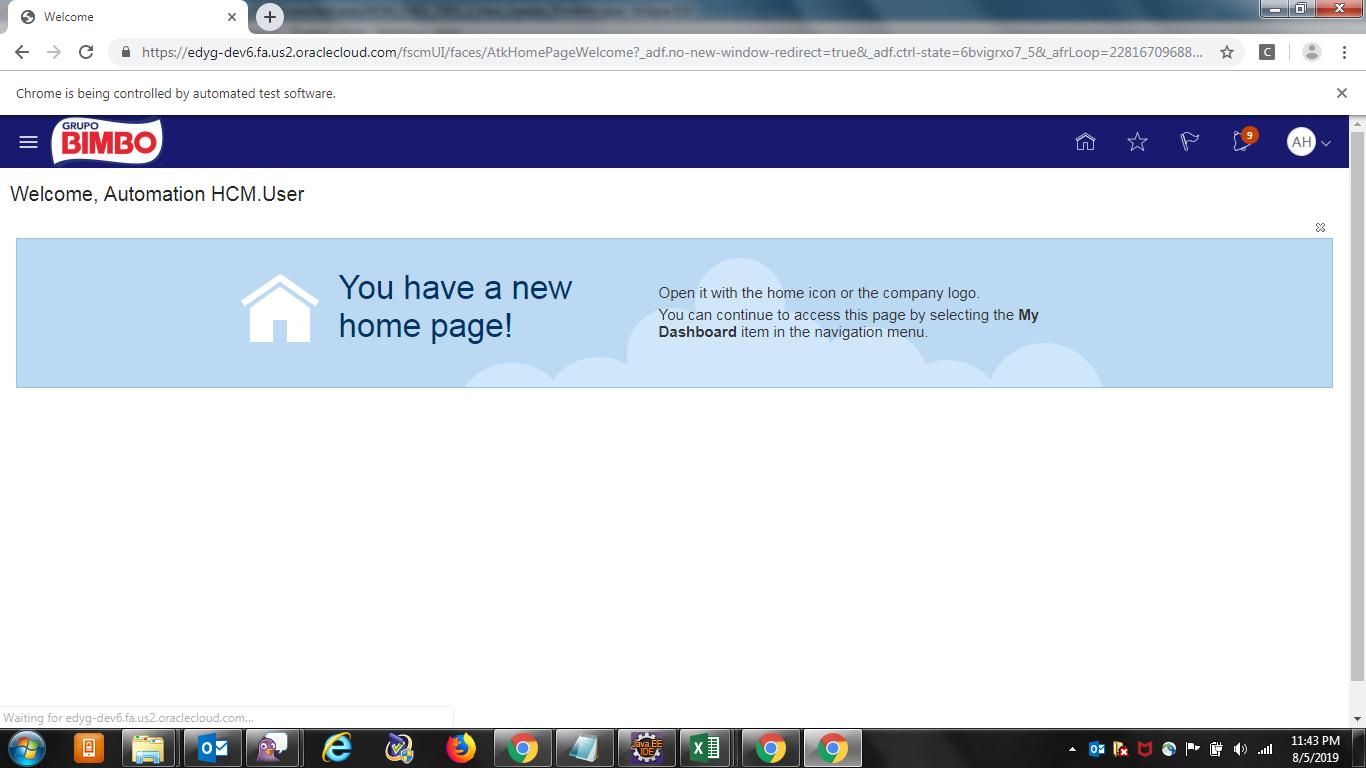 Welcome
https://edyg-dev6.fa.us2.oraclecloud.com/fscmUI/faces/AtkHomePageWelcome?_adf.no-new-window-redirect=true&_adf.ctrl-state=6bvigrxo7_5&_afrLoop=22816709688...
C
Chrome is being controlled by automated test software.
GRUPO
BIMBO
9
AH
Welcome, Automation HCM.User
You have a new
home page!
Open it with the home icon or the company logo.
You can continue to access this page by selecting the My
Dashboard item in the navigation menu.
Waiting for edyg-dev6.fa.us2.oraclecloud.com...
Java EE
IDE
11:43 PM
8/5/2019